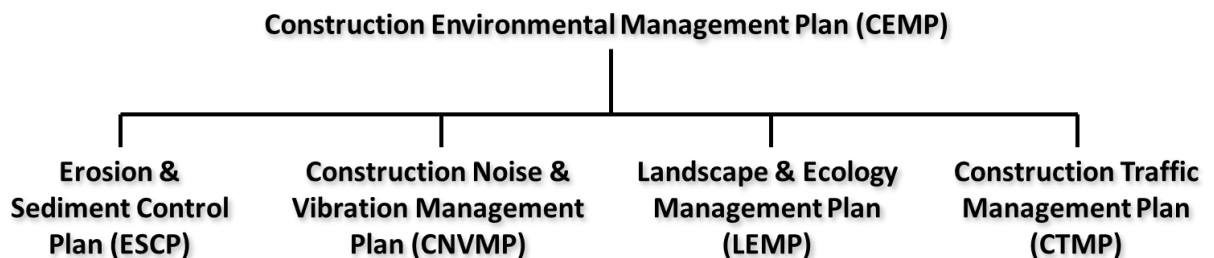 Construction Environmental Management Plan (CEMP)
Erosion &
Sediment Control
Plan (ESCP)
Construction Noise &
Vibration Management
Plan (CNVMP)
Landscape & Ecology
Management Plan
(LEMP)
Construction Traffic
Management Plan
(CTMP)